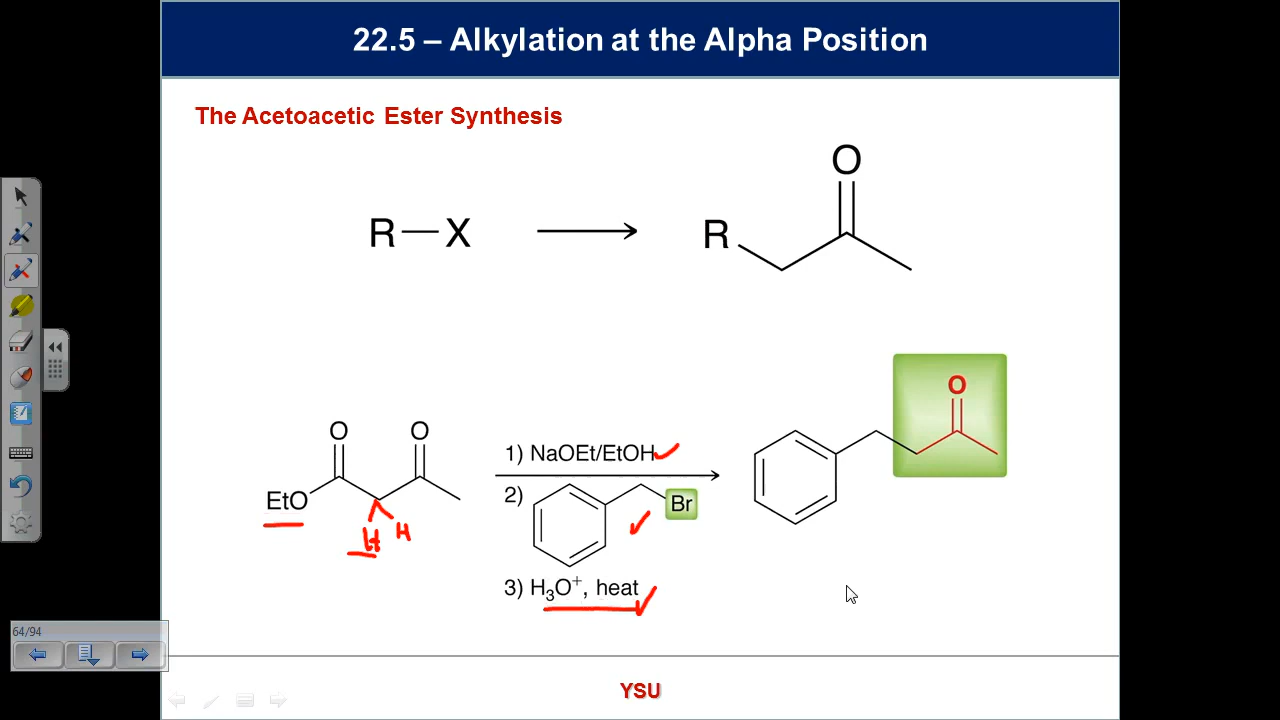 22.5 – Alkylation at the Alpha Position
The Acetoacetic Ester Synthesis
O
R—X
R
O
O
O
1) NaOEt/EtOH
EtO
2)
Br
H
H
3) H₃O⁺, heat
64/94
YSU